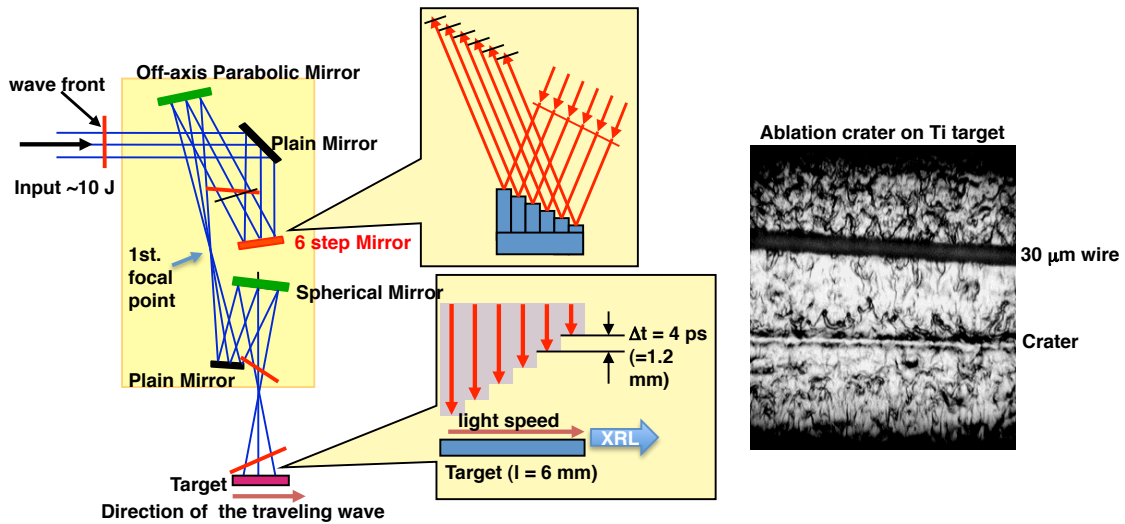 Off-axis Parabolic Mirror
wave front
Plain Mirror
Input ~10 J
6 step Mirror
1st.
focal
point
Spherical Mirror
Plain Mirror
Target
Direction of the traveling wave
Δt = 4 ps
(=1.2
mm)
light speed
XRL
Target (l = 6 mm)
Ablation crater on Ti target
30 μm wire
Crater